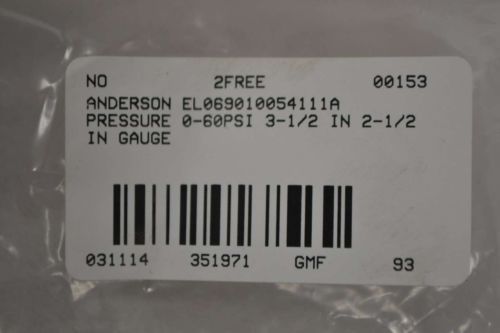 NO 2FREE 00153
ANDERSON EL069010054111A
PRESSURE 0-60PSI 3-1/2 IN 2-1/2
IN GAUGE
031114 351971 GMF 93